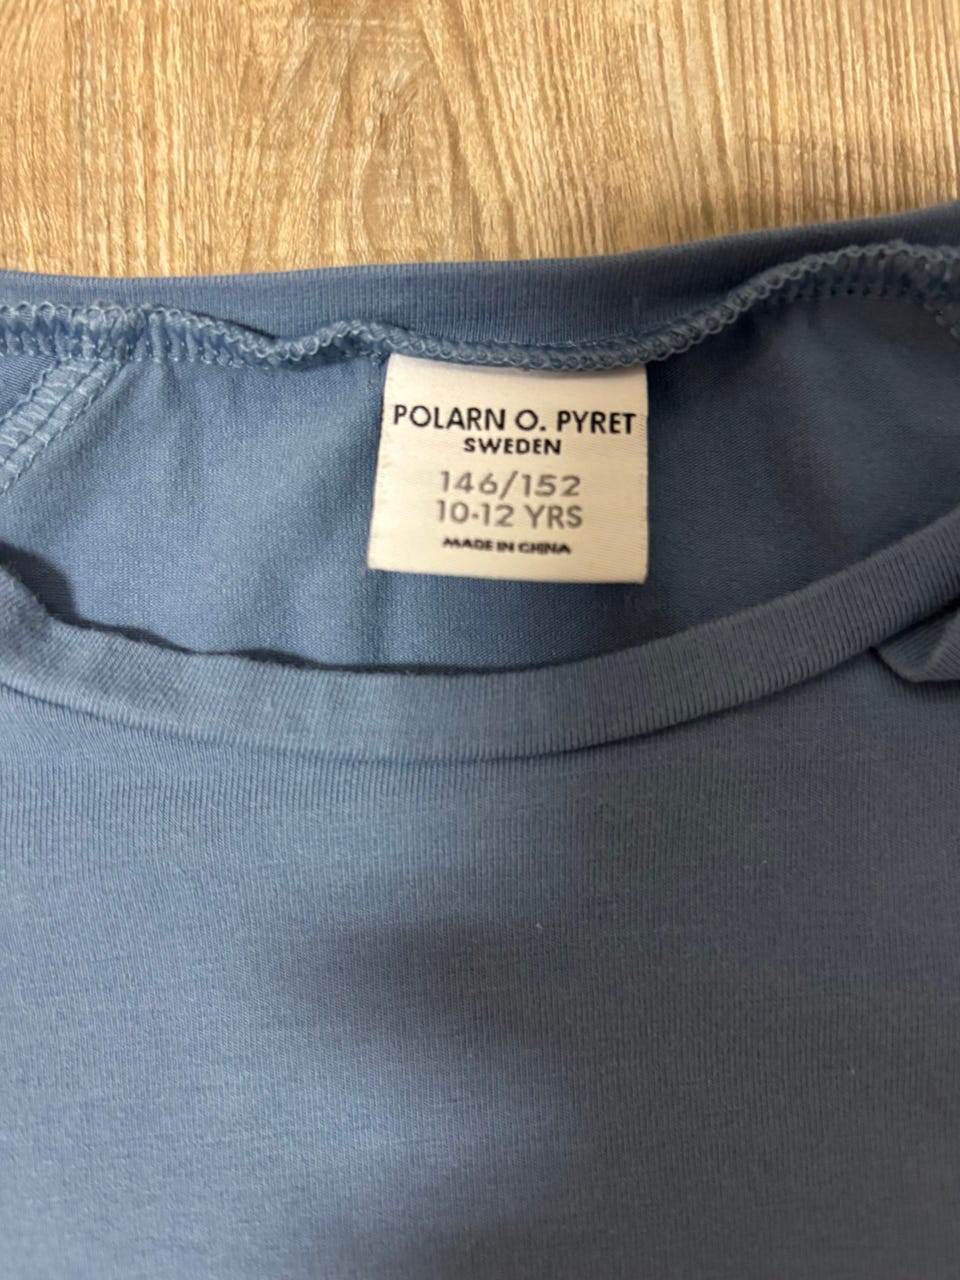 POLARN O. PYRET
SWEDEN
146/152
10-12 YRS
MADE IN CHINA